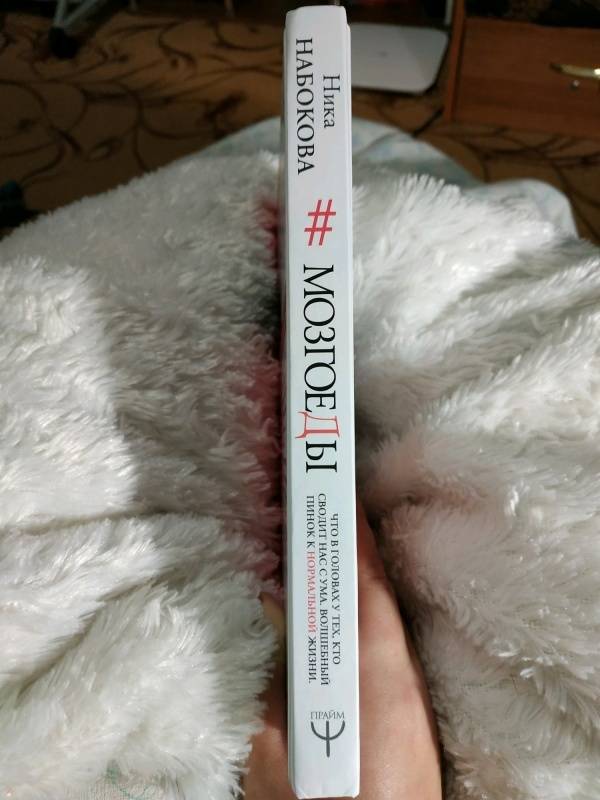 Ника
НАБОКОВА
# МОЗГОЕДЫ
ЧТО В ГОЛОВАХ У ТЕХ, КТО
СВОДИТ НАС С УМА. ВОЛШЕБНЫЙ
ПИНОК К НОРМАЛЬНОЙ ЖИЗНИ.
ПРАЙМ